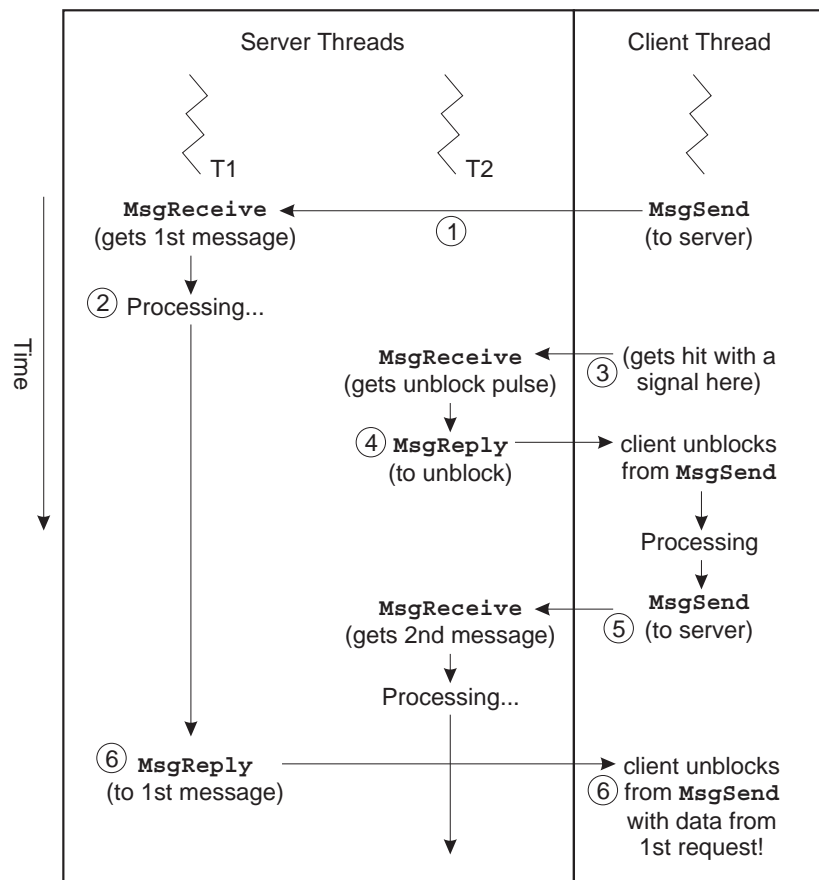 Server Threads
Client Thread
T1
T2
MsgReceive
(gets 1st message)
1
MsgSend
(to server)
2 Processing...
Time
MsgReceive
(gets unblock pulse)
3
(gets hit with a
signal here)
4 MsgReply
(to unblock)
client unblocks
from MsgSend
Processing
MsgReceive
(gets 2nd message)
5
MsgSend
(to server)
Processing...
6 MsgReply
(to 1st message)
client unblocks
6 from MsgSend
with data from
1st request!